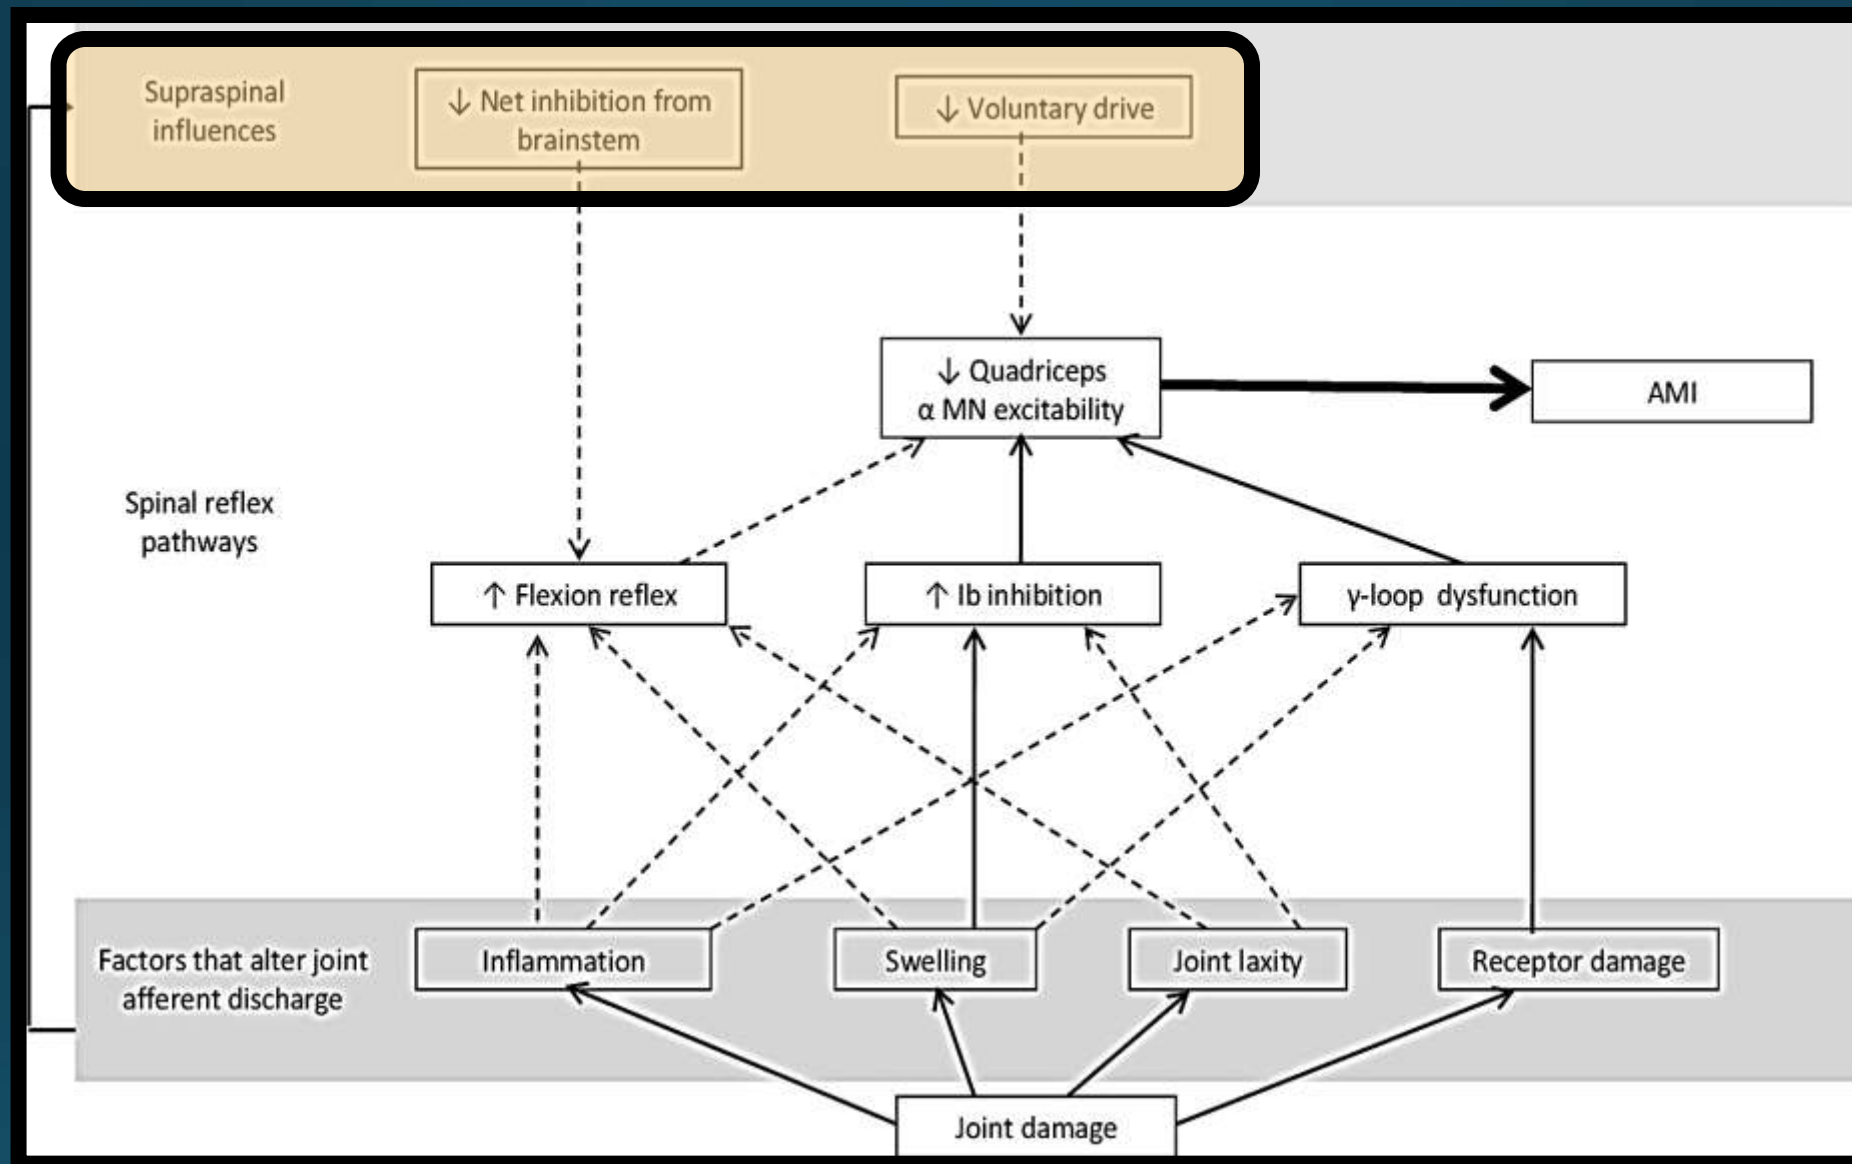 Supraspinal
influences
↓ Net inhibition from
brainstem
↓ Voluntary drive
↓ Quadriceps
α MN excitability
AMI
Spinal reflex
pathways
↑ Flexion reflex
↑ Ib inhibition
γ-loop dysfunction
Factors that alter joint
afferent discharge
Inflammation
Swelling
Joint laxity
Receptor damage
Joint damage